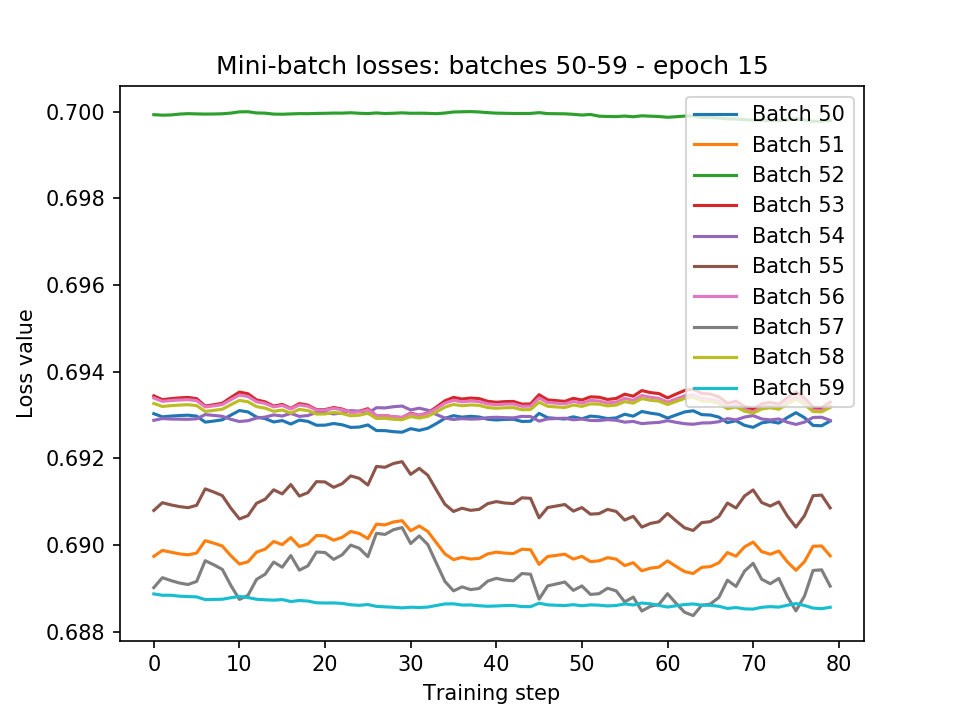 Mini-batch losses: batches 50-59 - epoch 15
0.700
0.698
0.696
0.694
0.692
0.690
0.688
Loss value
0
10
20
30
40
50
60
70
80
Training step
Batch 50
Batch 51
Batch 52
Batch 53
Batch 54
Batch 55
Batch 56
Batch 57
Batch 58
Batch 59